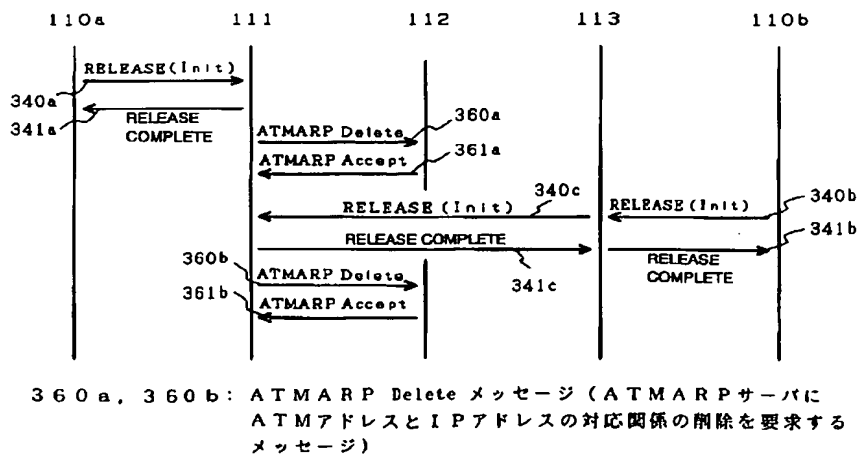 110a 111 112 113 110b
RELEASE(Init)
340a
341a
RELEASE COMPLETE
ATMARP Delete
360a
ATMARP Accept
361a
340c
RELEASE(Init)
RELEASE(Init)
340b
RELEASE COMPLETE
341c
341b
RELEASE COMPLETE
360b
ATMARP Delete
361b
ATMARP Accept
360a, 360b: ATMARP Delete メッセージ (ATMARPサーバに
ATMアドレスとIPアドレスの対応関係の削除を要求する
メッセージ)